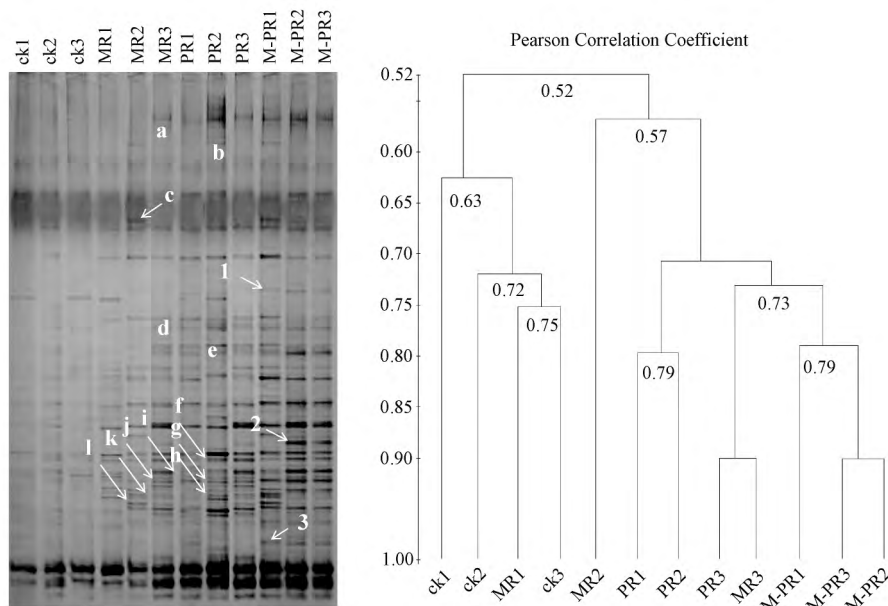 ck1 ck2 ck3 MR1 MR2 MR3 PR1 PR2 PR3 M-PR1 M-PR2 M-PR3
a
b
c
1
d
e
f
2
g
h
i
j
k
l
3
Pearson Correlation Coefficient
0.52
0.60
0.65
0.70
0.75
0.80
0.85
0.90
1.00
0.52
0.57
0.63
0.72
0.75
0.73
0.79
0.79
ck1 ck2 MR1 ck3 MR2 PR1 PR2 PR3 MR3 M-PR1 M-PR3 M-PR2